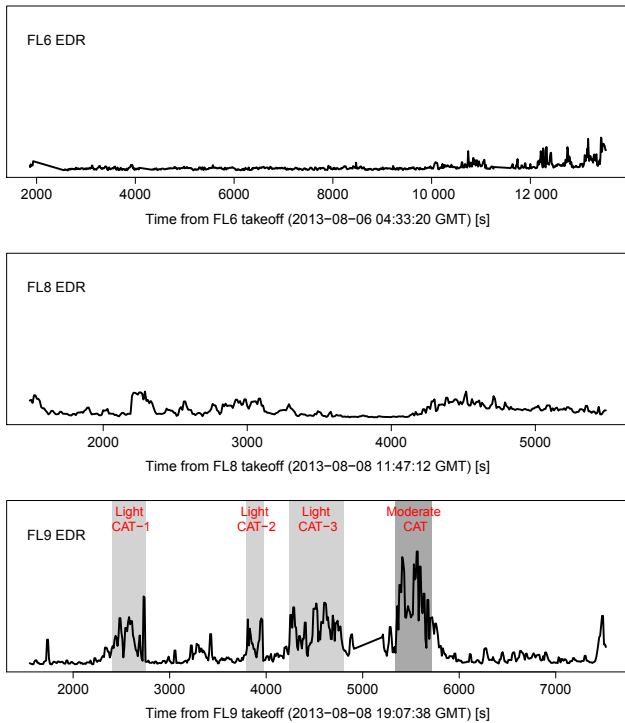 FL6 EDR
2000 4000 6000 8000 10 000 12 000
Time from FL6 takeoff (2013−08−06 04:33:20 GMT) [s]
FL8 EDR
2000 3000 4000 5000
Time from FL8 takeoff (2013−08−08 11:47:12 GMT) [s]
Light Light Light Moderate
CAT−1 CAT−2 CAT−3 CAT
FL9 EDR
2000 3000 4000 5000 6000 7000
Time from FL9 takeoff (2013−08−08 19:07:38 GMT) [s]